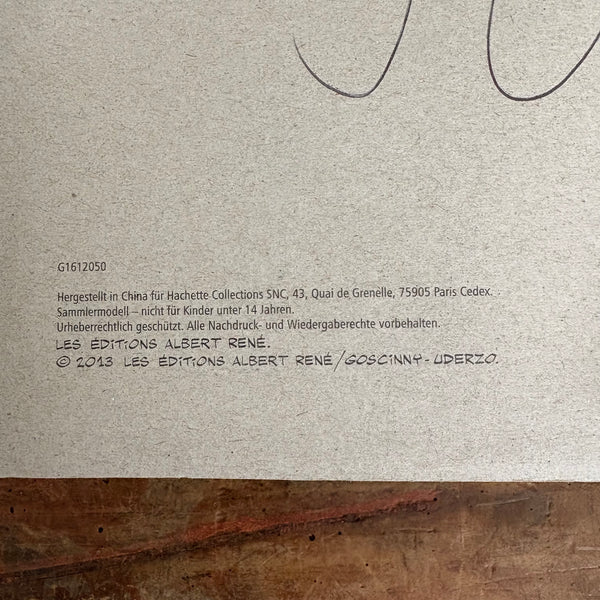 G1612050
Hergestellt in China für Hachette Collections SNC, 43, Quai de Grenelle, 75905 Paris Cedex.
Sammlermodell – nicht für Kinder unter 14 Jahren.
Urheberrechtlich geschützt. Alle Nachdruck- und Wiedergaberechte vorbehalten.
LES ÉDITIONS ALBERT RENÉ.
© 2013 LES ÉDITIONS ALBERT RENÉ/GOSCINNY-UDERZO.